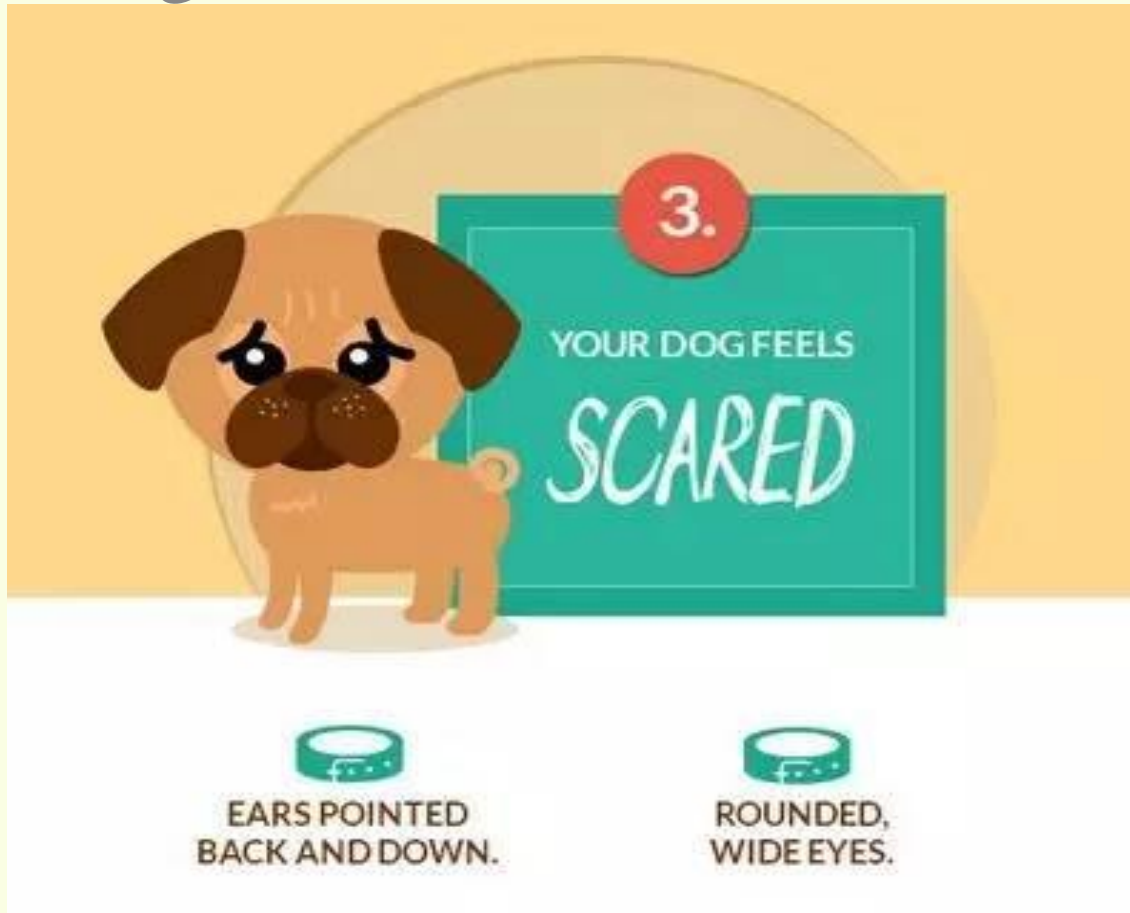 3.
YOUR DOG FEELS
SCARED
EARS POINTED
BACK AND DOWN.
ROUNDED,
WIDE EYES.